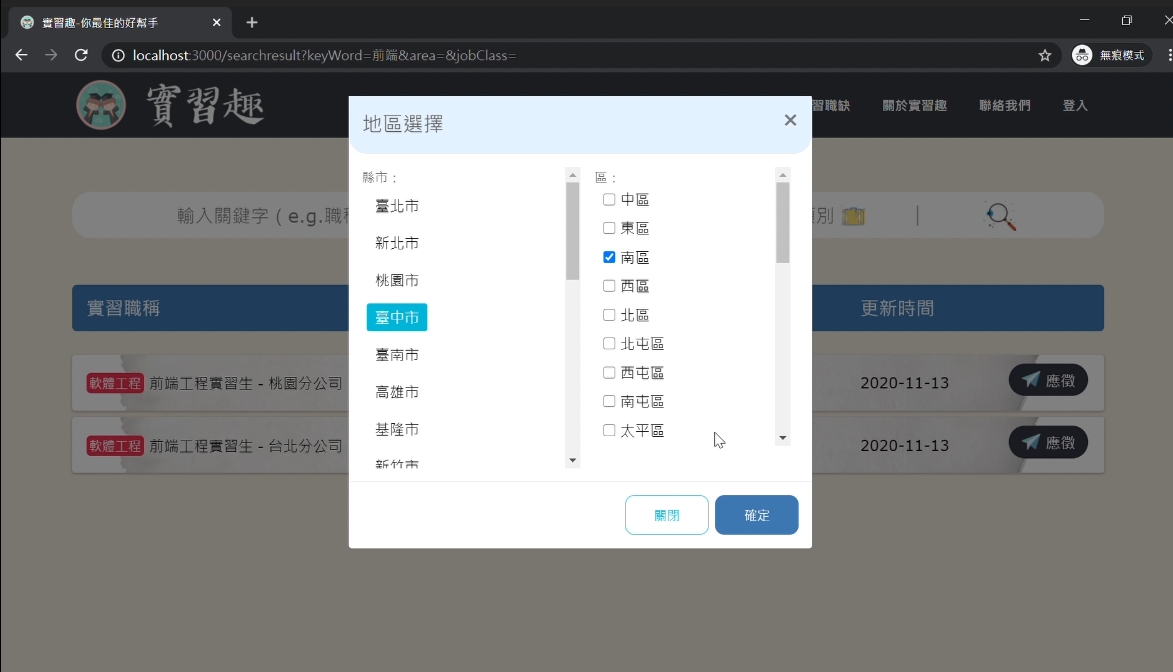 實習趣-你最佳的好幫手
localhost:3000/searchresult?keyWord=前端&area=&jobClass=
無痕模式
實習趣
習職缺
關於實習趣
聯絡我們
登入
地區選擇
縣市：
臺北市
新北市
桃園市
臺中市
臺南市
高雄市
基隆市
新竹市
區：
中區
東區
南區
西區
北區
北屯區
西屯區
南屯區
太平區
關閉
確定
輸入關鍵字（e.g.職稱
別
實習職稱
更新時間
軟體工程 前端工程實習生 - 桃園分公司
2020-11-13
應徵
軟體工程 前端工程實習生 - 台北分公司
2020-11-13
應徵